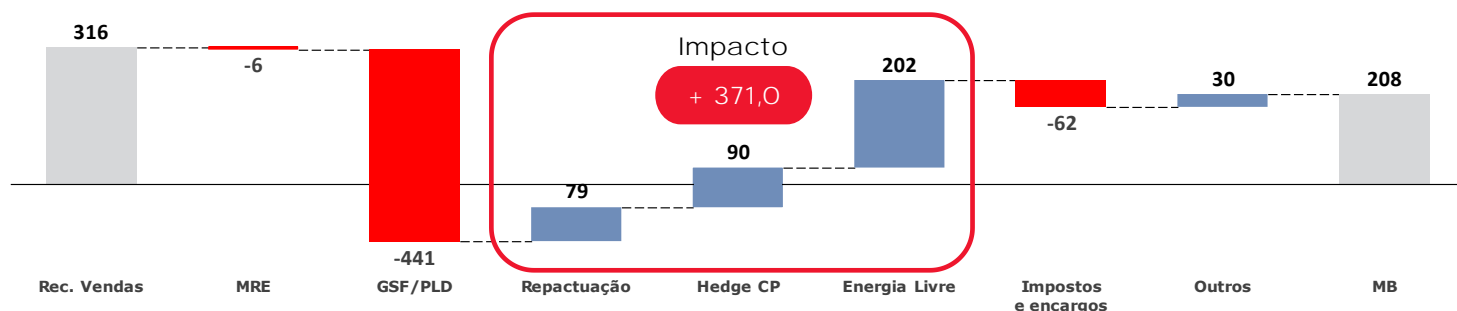 316
-6
-441
Impacto
+ 371,0
79
90
202
-62
30
208
Rec. Vendas
MRE
GSF/PLD
Repactuação
Hedge CP
Energia Livre
Impostos
e encargos
Outros
MB